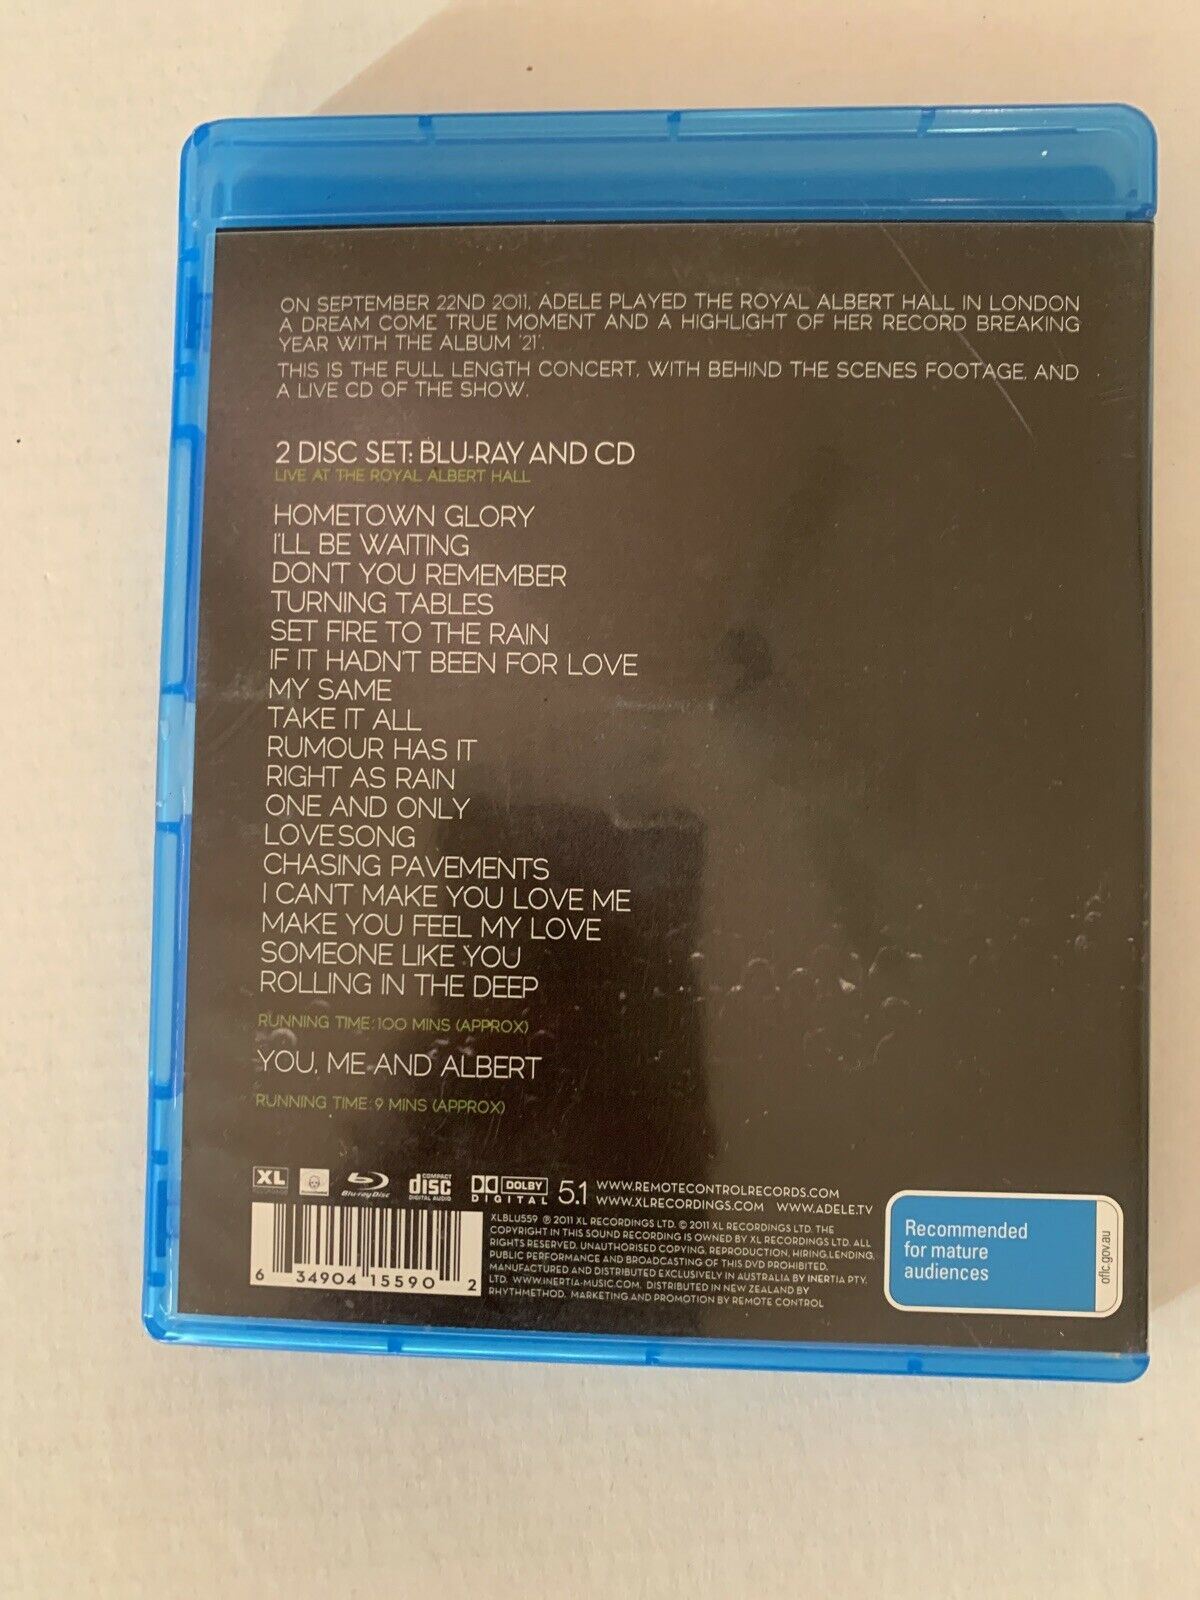 ON SEPTEMBER 22ND 2011, ADELE PLAYED THE ROYAL ALBERT HALL IN LONDON
A DREAM COME TRUE MOMENT AND A HIGHLIGHT OF HER RECORD BREAKING
YEAR WITH THE ALBUM '21'.
THIS IS THE FULL LENGTH CONCERT, WITH BEHIND THE SCENES FOOTAGE, AND
A LIVE CD OF THE SHOW.
2 DISC SET: BLU-RAY AND CD
LIVE AT THE ROYAL ALBERT HALL
HOMETOWN GLORY
I'LL BE WAITING
DON'T YOU REMEMBER
TURNING TABLES
SET FIRE TO THE RAIN
IF IT HADN'T BEEN FOR LOVE
MY SAME
TAKE IT ALL
RUMOUR HAS IT
RIGHT AS RAIN
ONE AND ONLY
LOVESONG
CHASING PAVEMENTS
I CAN'T MAKE YOU LOVE ME
MAKE YOU FEEL MY LOVE
SOMEONE LIKE YOU
ROLLING IN THE DEEP
RUNNING TIME: 100 MINS (APPROX)
YOU, ME AND ALBERT
RUNNING TIME: 9 MINS (APPROX)
XL
Blu-ray Disc
COMPACT
disc
DIGITAL AUDIO
DOLBY
DIGITAL
5.1
WWW.REMOTECONTROLRECORDS.COM
WWW.XLRECORDINGS.COM WWW.ADELE.TV
XLBLU559 ℗ 2011 XL RECORDINGS LTD. © 2011 XL RECORDINGS LTD. THE
COPYRIGHT IN THIS SOUND RECORDING IS OWNED BY XL RECORDINGS LTD. ALL
RIGHTS RESERVED. UNAUTHORISED COPYING, REPRODUCTION, HIRING, LENDING,
PUBLIC PERFORMANCE AND BROADCASTING OF THIS DVD PROHIBITED.
MANUFACTURED AND DISTRIBUTED EXCLUSIVELY IN AUSTRALIA BY INERTIA PTY.
LTD. WWW.INERTIA-MUSIC.COM. DISTRIBUTED IN NEW ZEALAND BY
RHYTHMETHOD. MARKETING AND PROMOTION BY REMOTE CONTROL
6 34904 15590 2
Recommended
for mature
audiences
oflc.gov.au